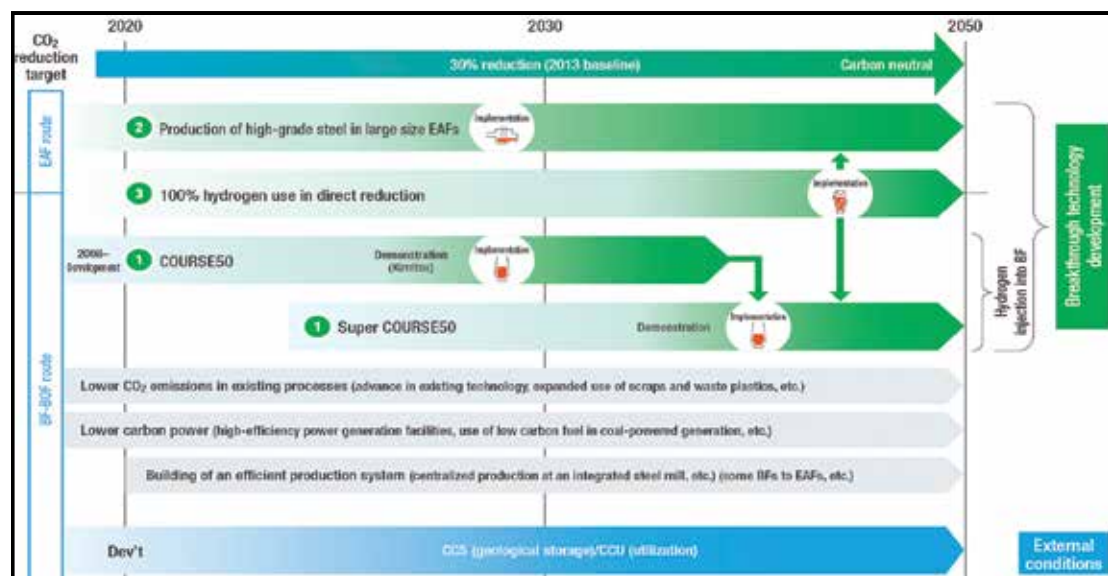 2020 2030 2050
CO₂
reduction
target
30% reduction (2013 baseline) Carbon neutral
EAF route
2 Production of high-grade steel in large size EAFs
Implementation
3 100% hydrogen use in direct reduction
Implementation
Development
1 COURSE50
Demonstration
Implementation
1 Super COURSE50
Demonstration
Implementation
Hydrogen
injection into BF
Breakthrough technology
development
BF-BOF route
Lower CO₂ emissions in existing processes (advance in existing technology, expanded use of scraps and waste plastics, etc.)
Lower carbon power (high-efficiency power generation facilities, use of low carbon fuel in coal-powered generation, etc.)
Building of an efficient production system (centralized production at an integrated steel mill, etc.) (some BFs to EAFs, etc.)
Dev't
CCS (geological storage)/CCU (utilization)
External
conditions